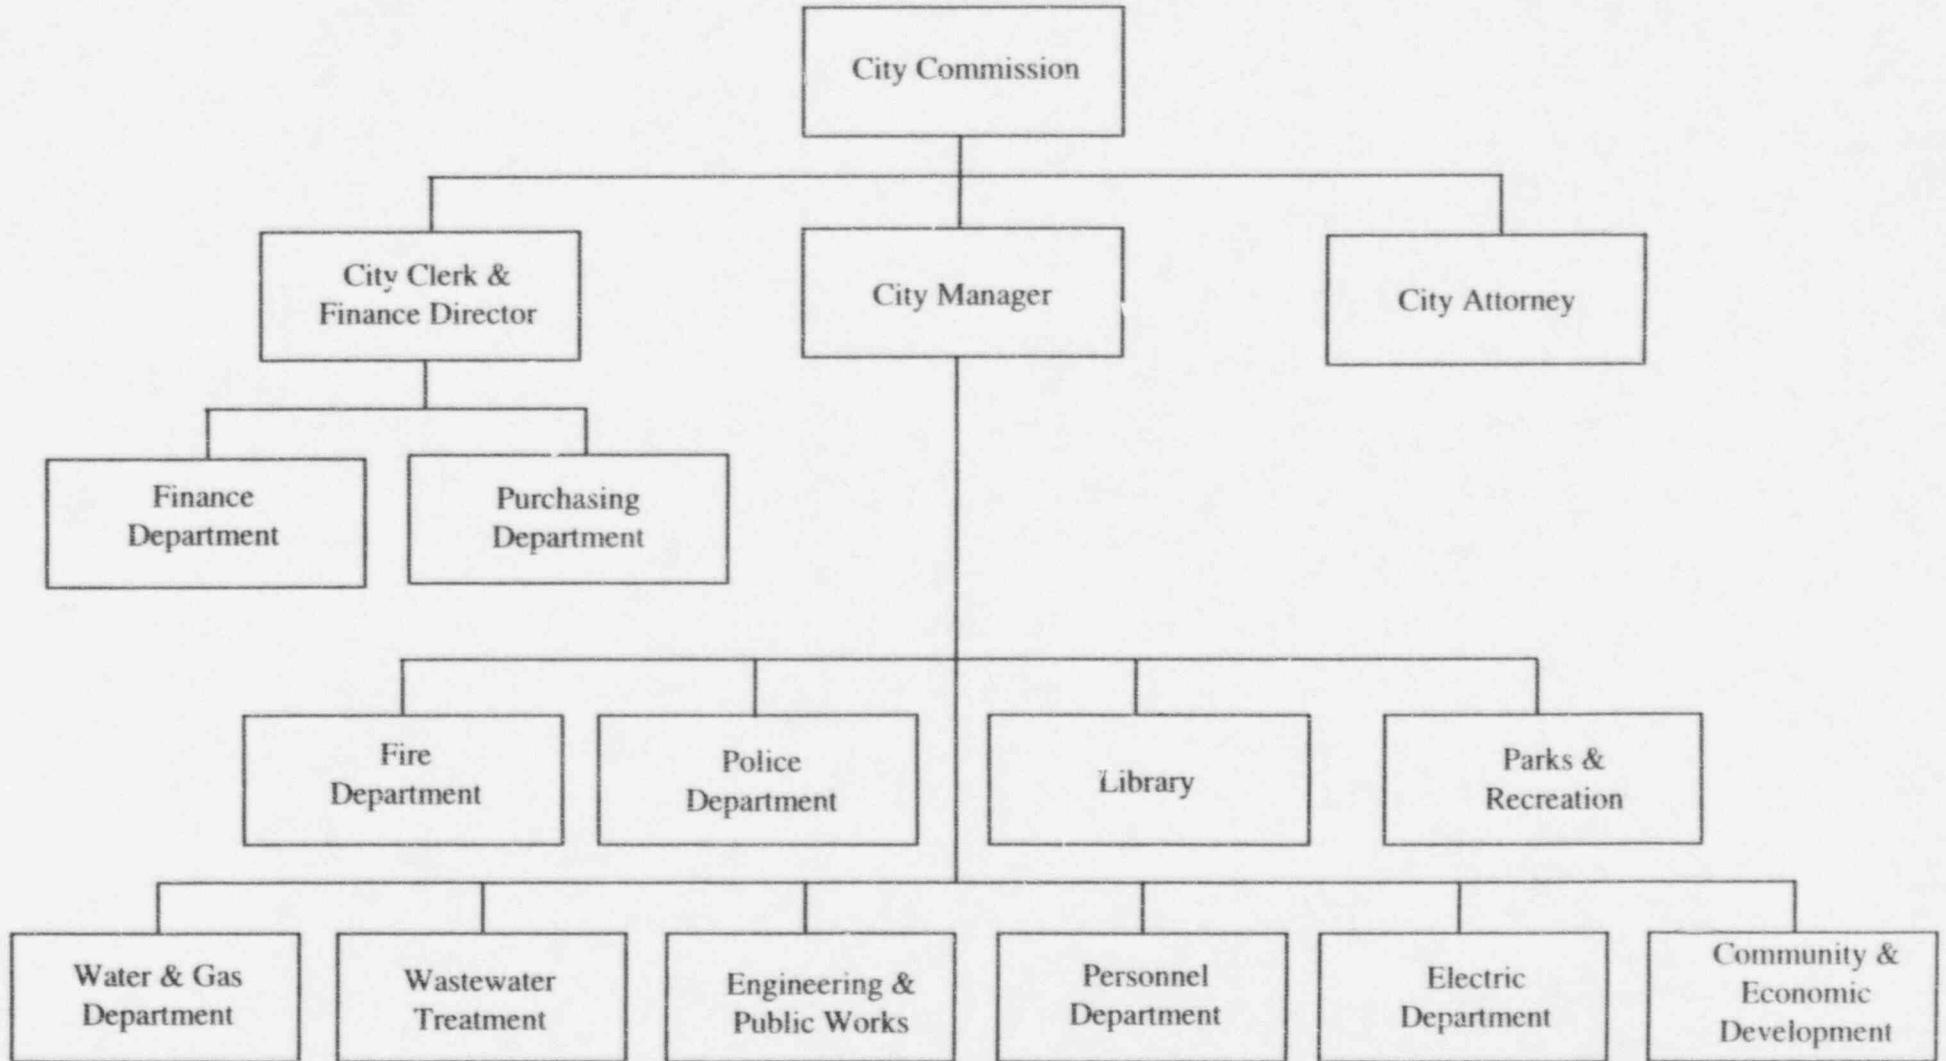 City Commission
City Clerk &
Finance Director
City Manager
City Attorney
Finance
Department
Purchasing
Department
Fire
Department
Police
Department
Library
Parks &
Recreation
Water & Gas
Department
Wastewater
Treatment
Engineering &
Public Works
Personnel
Department
Electric
Department
Community &
Economic
Development